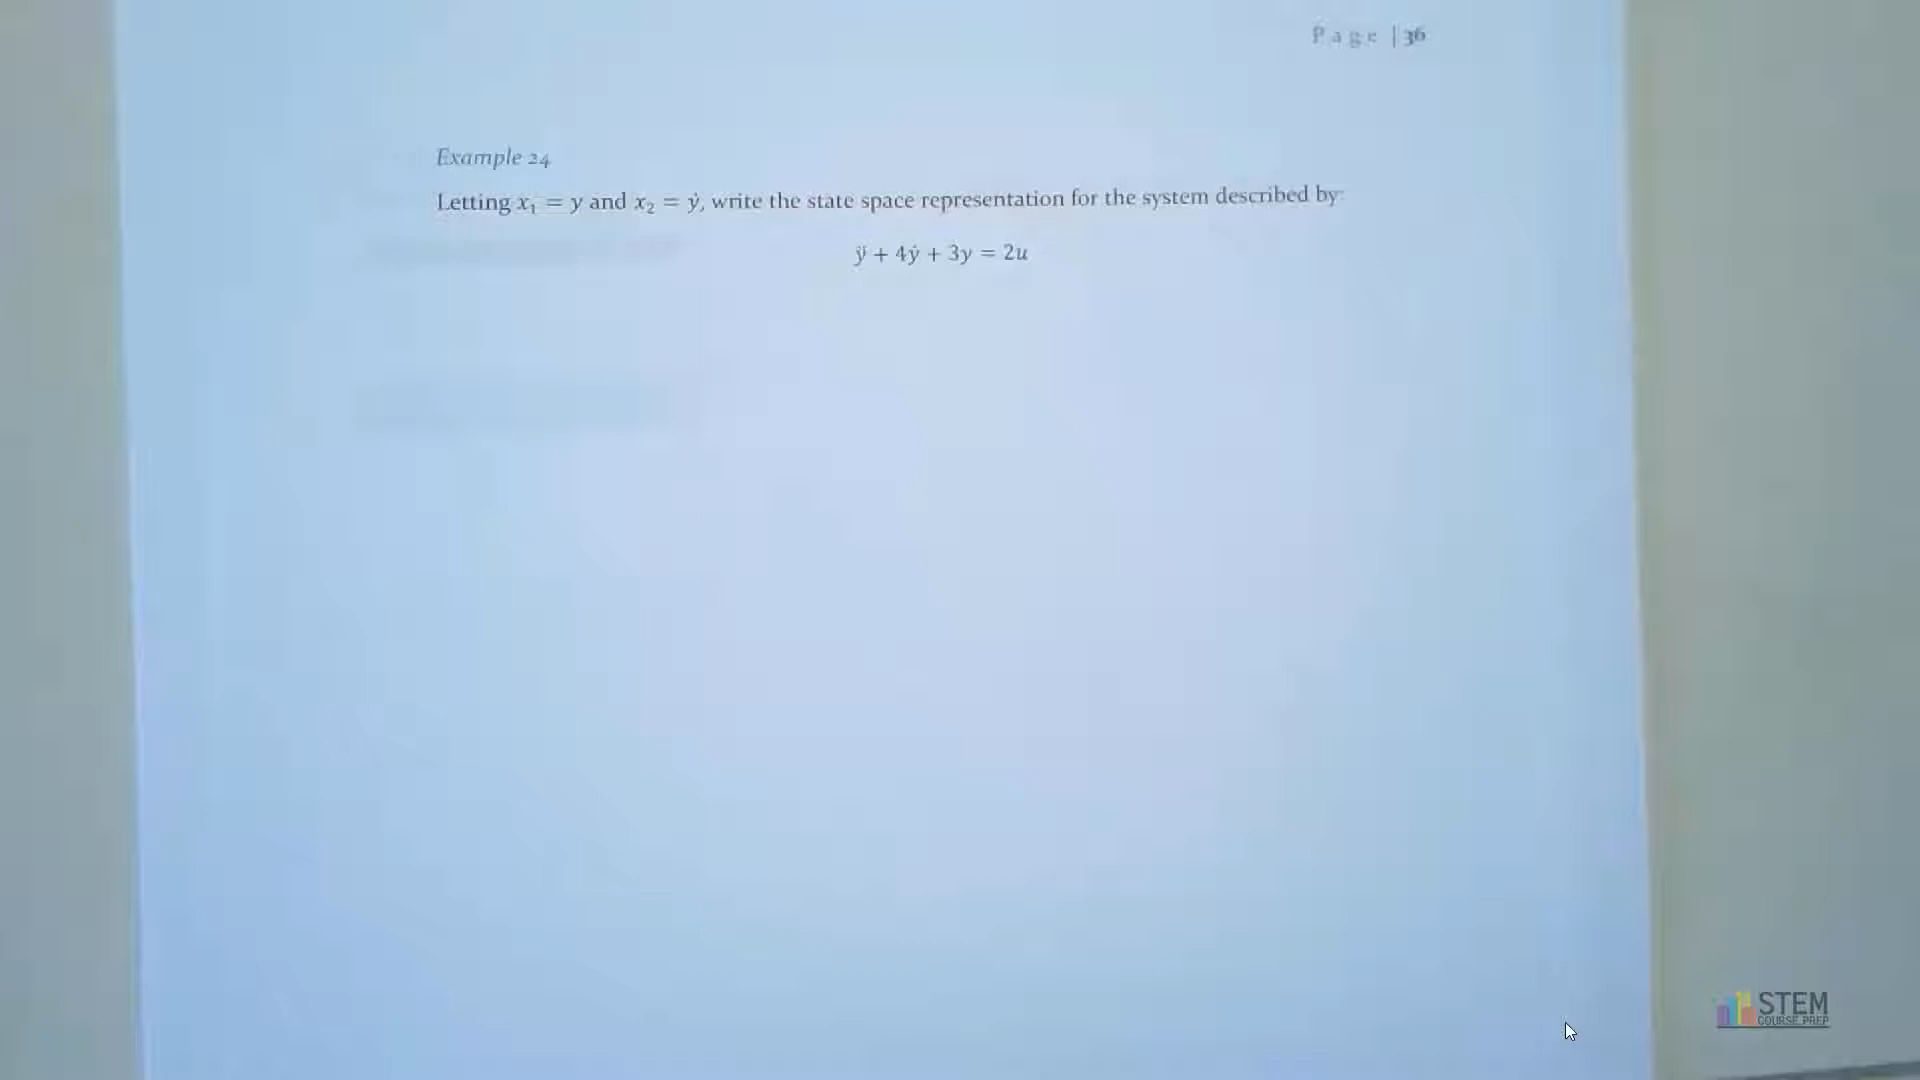 Page | 36
Example 24
Letting x₁ = y and x₂ = ẏ, write the state space representation for the system described by:
ÿ + 4ẏ + 3y = 2u
STEM
COURSE PREP